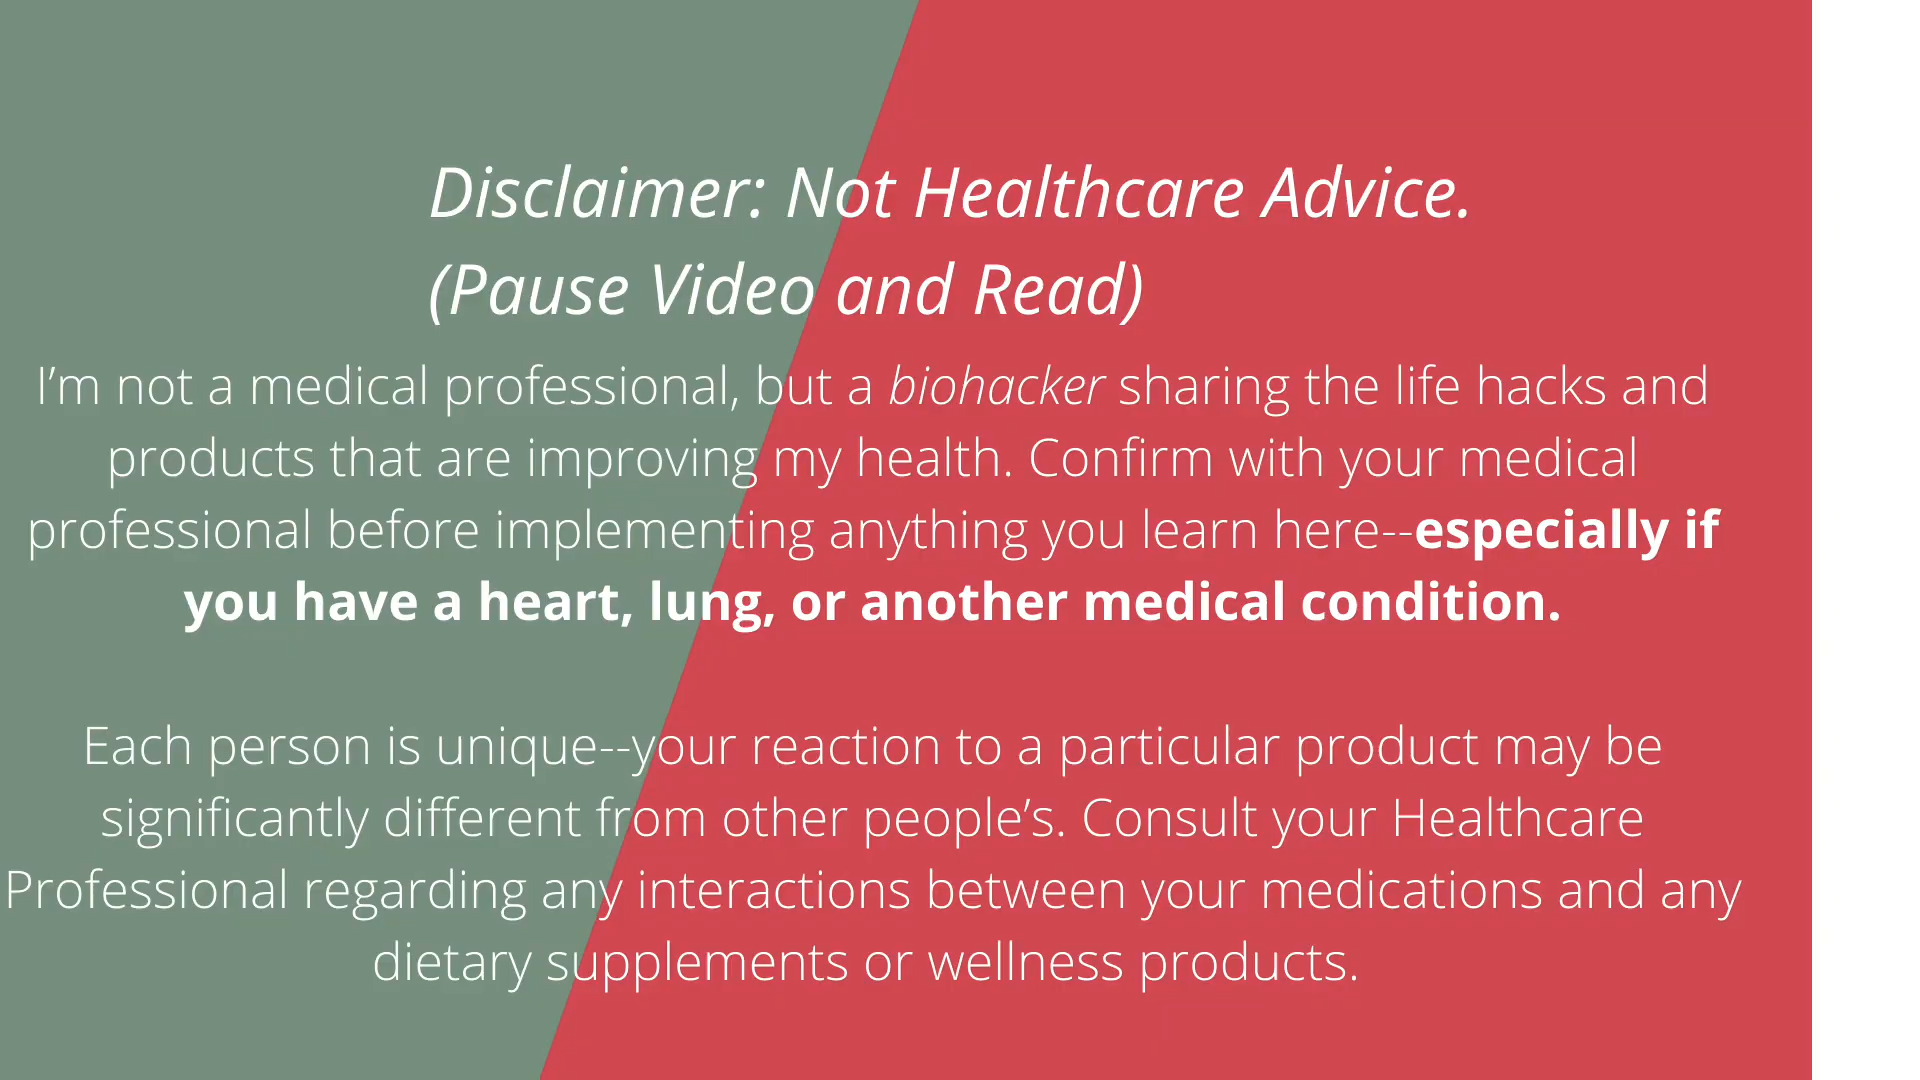 Disclaimer: Not Healthcare Advice.
(Pause Video and Read)
I’m not a medical professional, but a biohacker sharing the life hacks and
products that are improving my health. Confirm with your medical
professional before implementing anything you learn here--especially if
you have a heart, lung, or another medical condition.
Each person is unique--your reaction to a particular product may be
significantly different from other people’s. Consult your Healthcare
Professional regarding any interactions between your medications and any
dietary supplements or wellness products.